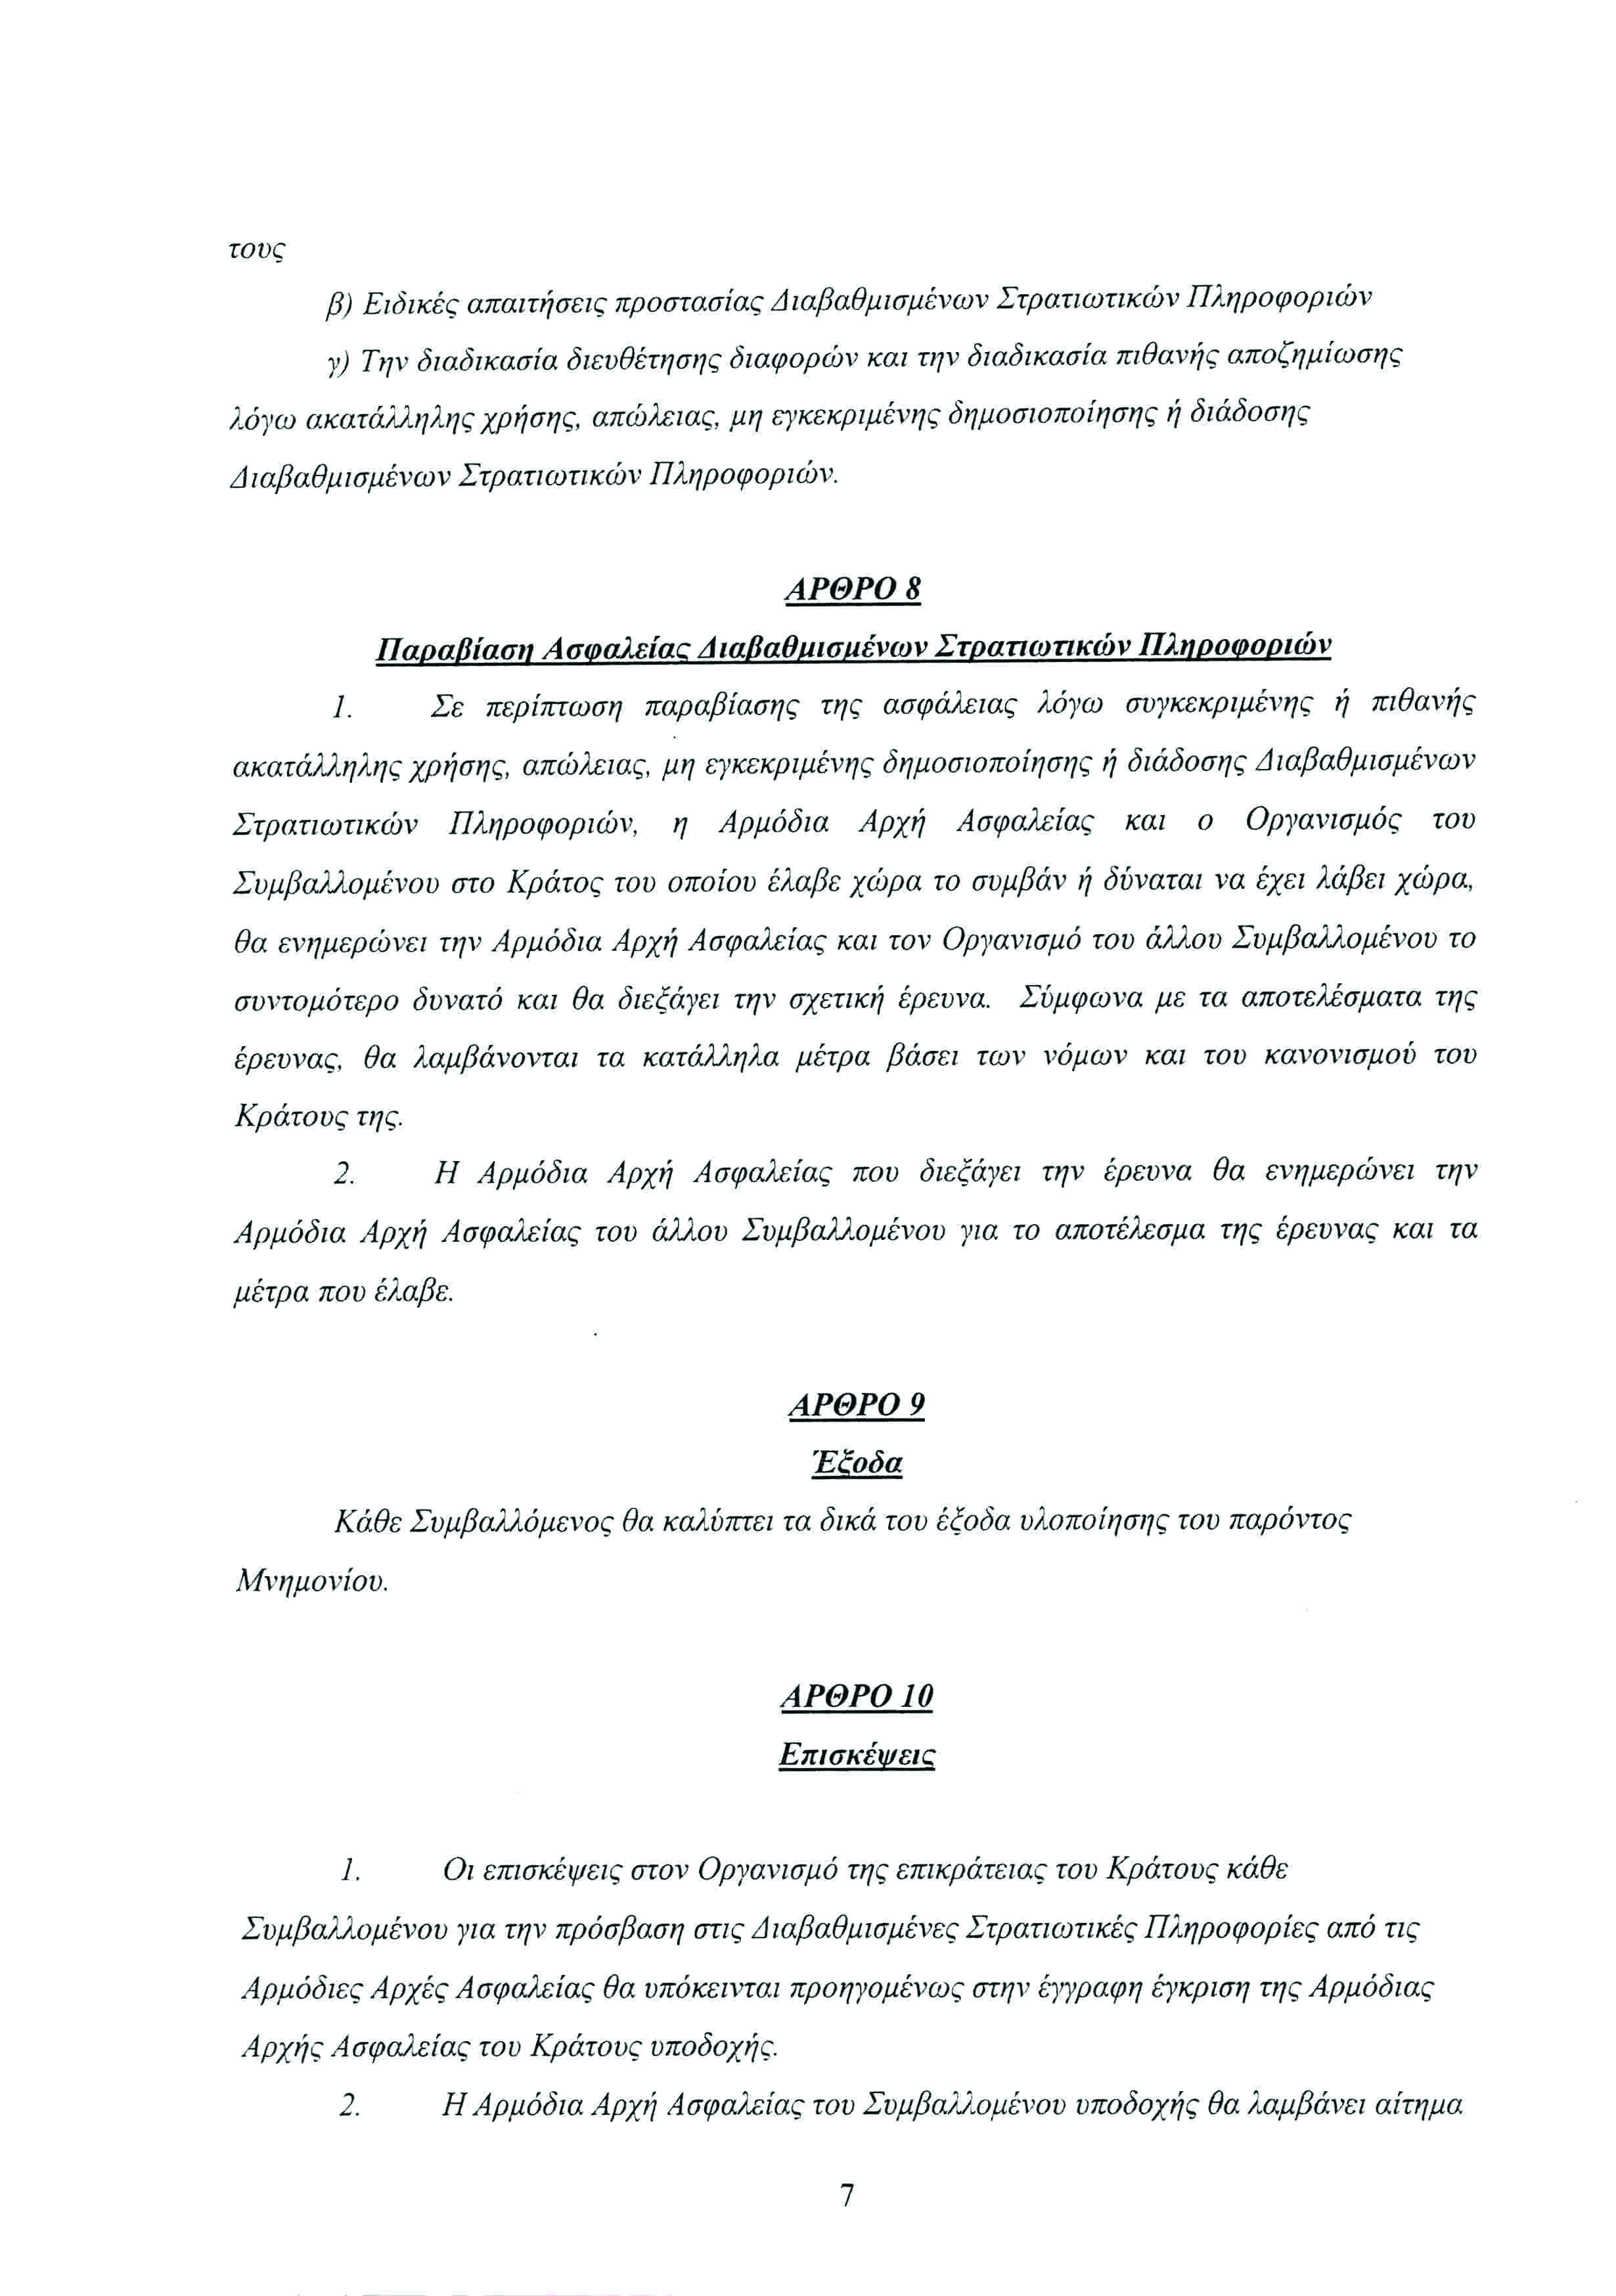 τους
β) Ειδικές απαιτήσεις προστασίας Διαβαθμισμένων Στρατιωτικών Πληροφοριών
γ) Την διαδικασία διευθέτησης διαφορών και την διαδικασία πιθανής αποζημίωσης
λόγω ακατάλληλης χρήσης, απώλειας, μη εγκεκριμένης δημοσιοποίησης ή διάδοσης
Διαβαθμισμένων Στρατιωτικών Πληροφοριών.
ΑΡΘΡΟ 8
Παραβίαση Ασφαλείας Διαβαθμισμένων Στρατιωτικών Πληροφοριών
1. Σε περίπτωση παραβίασης της ασφάλειας λόγω συγκεκριμένης ή πιθανής
ακατάλληλης χρήσης, απώλειας, μη εγκεκριμένης δημοσιοποίησης ή διάδοσης Διαβαθμισμένων
Στρατιωτικών Πληροφοριών, η Αρμόδια Αρχή Ασφαλείας και ο Οργανισμός του
Συμβαλλομένου στο Κράτος του οποίου έλαβε χώρα το συμβάν ή δύναται να έχει λάβει χώρα,
θα ενημερώνει την Αρμόδια Αρχή Ασφαλείας και τον Οργανισμό του άλλου Συμβαλλομένου το
συντομότερο δυνατό και θα διεξάγει την σχετική έρευνα. Σύμφωνα με τα αποτελέσματα της
έρευνας, θα λαμβάνονται τα κατάλληλα μέτρα βάσει των νόμων και του κανονισμού του
Κράτους της.
2. Η Αρμόδια Αρχή Ασφαλείας που διεξάγει την έρευνα θα ενημερώνει την
Αρμόδια Αρχή Ασφαλείας του άλλου Συμβαλλομένου για το αποτέλεσμα της έρευνας και τα
μέτρα που έλαβε.
ΑΡΘΡΟ 9
Έξοδα
Κάθε Συμβαλλόμενος θα καλύπτει τα δικά του έξοδα υλοποίησης του παρόντος
Μνημονίου.
ΑΡΘΡΟ 10
Επισκέψεις
1. Οι επισκέψεις στον Οργανισμό της επικράτειας του Κράτους κάθε
Συμβαλλομένου για την πρόσβαση στις Διαβαθμισμένες Στρατιωτικές Πληροφορίες από τις
Αρμόδιες Αρχές Ασφαλείας θα υπόκεινται προηγομένως στην έγγραφη έγκριση της Αρμόδιας
Αρχής Ασφαλείας του Κράτους υποδοχής.
2. Η Αρμόδια Αρχή Ασφαλείας του Συμβαλλομένου υποδοχής θα λαμβάνει αίτημα
7